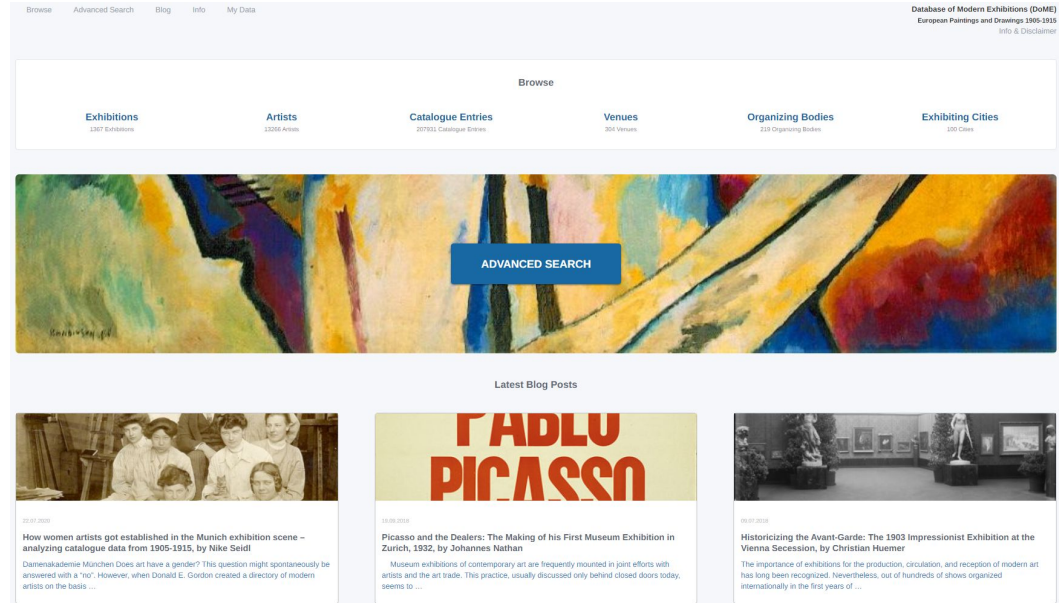 Browse Advanced Search Blog Info My Data
Database of Modern Exhibitions (DoME)
European Paintings and Drawings 1905-1915
Info & Disclaimer
Browse
Exhibitions
1367 Exhibitions
Artists
13266 Artists
Catalogue Entries
207931 Catalogue Entries
Venues
304 Venues
Organizing Bodies
219 Organizing Bodies
Exhibiting Cities
100 Cities
ADVANCED SEARCH
Latest Blog Posts
22.07.2020
How women artists got established in the Munich exhibition scene –
analyzing catalogue data from 1905-1915, by Nike Seidl
Damenakademie München Does art have a gender? This question might spontaneously be
answered with a "no". However, when Donald E. Gordon created a directory of modern
artists on the basis …
PABLO
PICASSO
Picasso and the Dealers: The Making of his First Museum Exhibition in
Zurich, 1932, by Johannes Nathan
Museum exhibitions of contemporary art are frequently mounted in joint efforts with
artists and the art trade. This practice, usually discussed only behind closed doors today,
seems to …
Historicizing the Avant-Garde: The 1903 Impressionist Exhibition at the
Vienna Secession, by Christian Huemer
The importance of exhibitions for the production, circulation, and reception of modern art
has long been recognized. Nevertheless, out of hundreds of shows organized
internationally in the first years of …